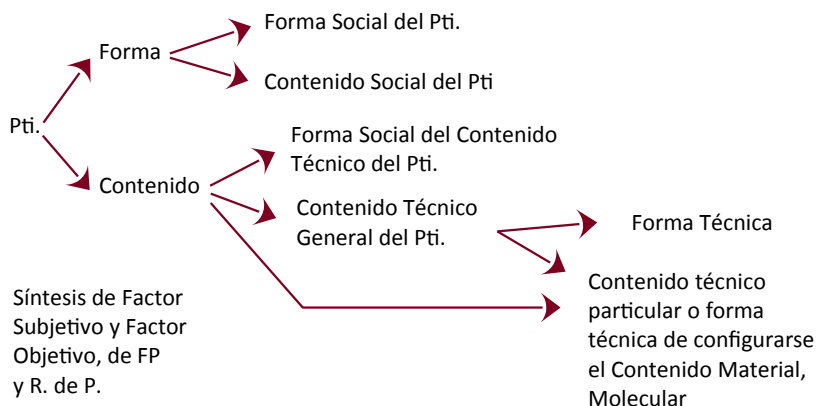 Forma Social del Pti.
Forma
Contenido Social del Pti
Pti.
Forma Social del Contenido
Técnico del Pti.
Contenido
Contenido Técnico
General del Pti.
Forma Técnica
Contenido técnico
particular o forma
técnica de configurarse
el Contenido Material,
Molecular
Síntesis de Factor
Subjetivo y Factor
Objetivo, de FP
y R. de P.